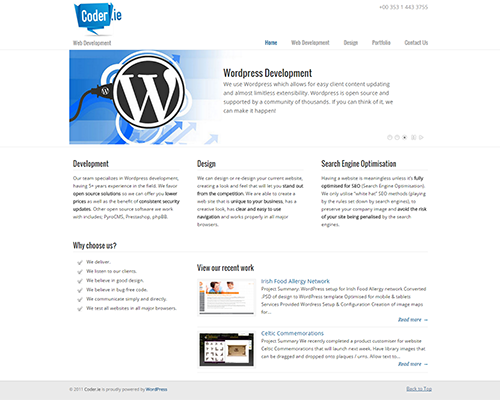 Coder.ie
+00 353 1 443 3755
Web Development
Home Web Development Design Portfolio Contact Us
Wordpress Development
We use Wordpress which allows for easy client content updating
and almost limitless extensibility. Wordpress is open source and
supported by a community of thousands. If you can think of it, we
can make it happen!
Development
Our team specializes in Wordpress development,
having 5+ years experience in the field. We favor
open source solutions so we can offer you lower
prices as well as the benefit of consistent security
updates. Other open source software we work
with includes; PyroCMS, Prestashop, phpBB.
Design
We can design or re-design your current website,
creating a look and feel that will let you stand out
from the competition. We are able to create a
web site that is unique to your business, has a
creative look, has clear and easy to use
navigation and works properly in all major
browsers.
Search Engine Optimisation
Having a website is meaningless unless it's fully
optimised for SEO (Search Engine Optimisation).
We only utilize "white hat" SEO methods (playing
by the rules set down by search engines), to
preserve your company image and avoid the risk
of your site being penalised by the search
engines.
Why choose us?
We deliver.
We listen to our clients.
We believe in good design.
We believe in bug free code.
We communicate simply and directly.
We test all websites in all major browsers.
View our recent work
Irish Food Allergy Network
Project Summary. WordPress setup for Irish Food Allergy network Converted
.PSD of design to WordPress template Optimised for mobile & tablets
Services Provided Wordpress Setup & Configuration Creation of image maps
for...
Read more →
Celtic Commemorations
Project Summary We recently completed a product customiser for website
Celtic Commemorations that will launch next week. Have library images that
can be dragged and dropped onto plaques / urns. Allow text to...
Read more →
© 2011 Coder.ie is proudly powered by WordPress
Back to Top